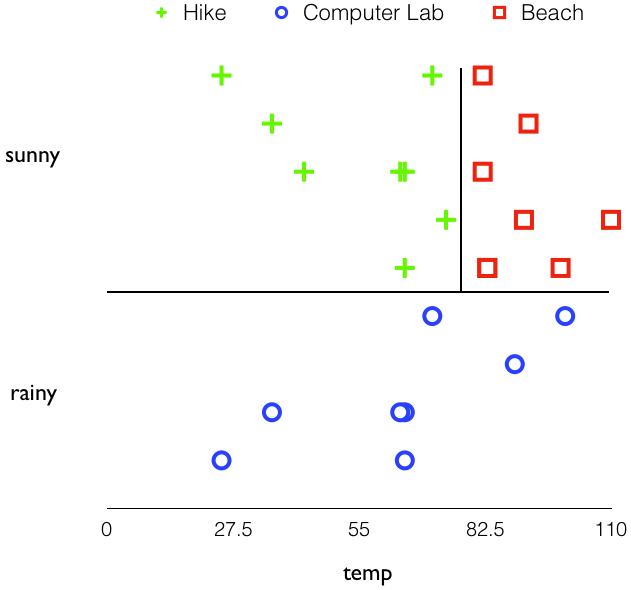 Hike Computer Lab Beach
sunny
rainy
0 27.5 55 82.5 110
temp